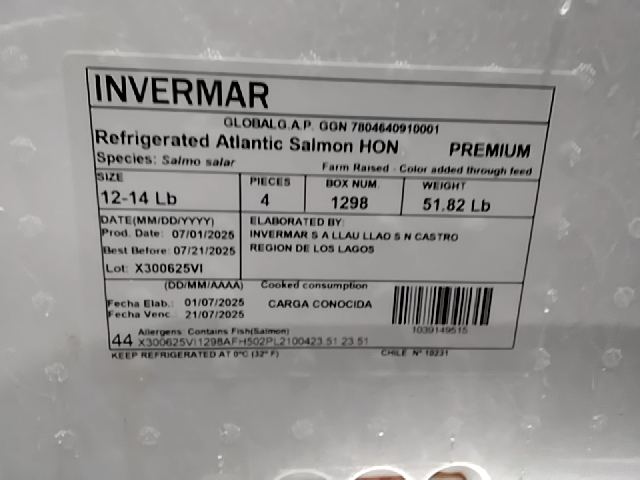 INVERMAR
GLOBALG.A.P. GGN 7804640910001
Refrigerated Atlantic Salmon HON PREMIUM
Species: Salmo salar Farm Raised - Color added through feed
SIZE PIECES BOX NUM. WEIGHT
12-14 Lb 4 1298 51.82 Lb
DATE(MM/DD/YYYY) ELABORATED BY:
Prod. Date: 07/01/2025 INVERMAR S A LLAU LLAO S N CASTRO
Best Before: 07/21/2025 REGION DE LOS LAGOS
Lot: X300625VI
(DD/MM/AAAA) Cooked consumption
Fecha Elab.: 01/07/2025 CARGA CONOCIDA
Fecha Venc. 21/07/2025
1039149515
44 Allergens: Contains Fish(Salmon)
X300625VI1298AFH502PL2100423.51 23.51
KEEP REFRIGERATED AT 0°C (32° F) CHILE N° 10231